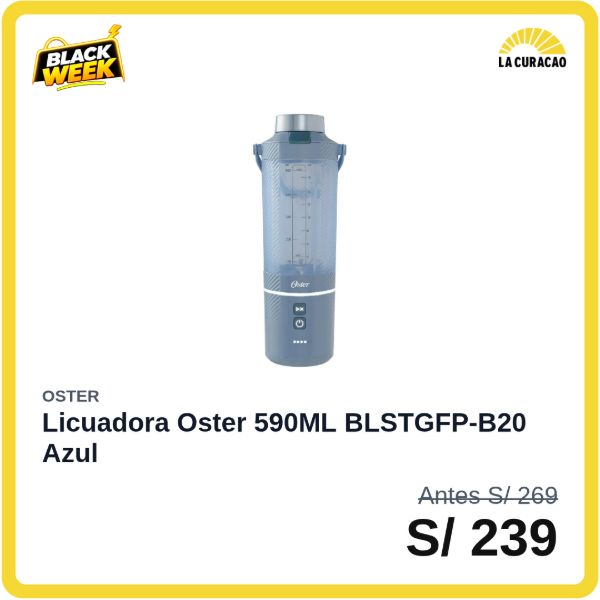 BLACK
WEEK
LA CURACAO
Oster
OSTER
Licuadora Oster 590ML BLSTGFP-B20
Azul
Antes S/ 269
S/ 239